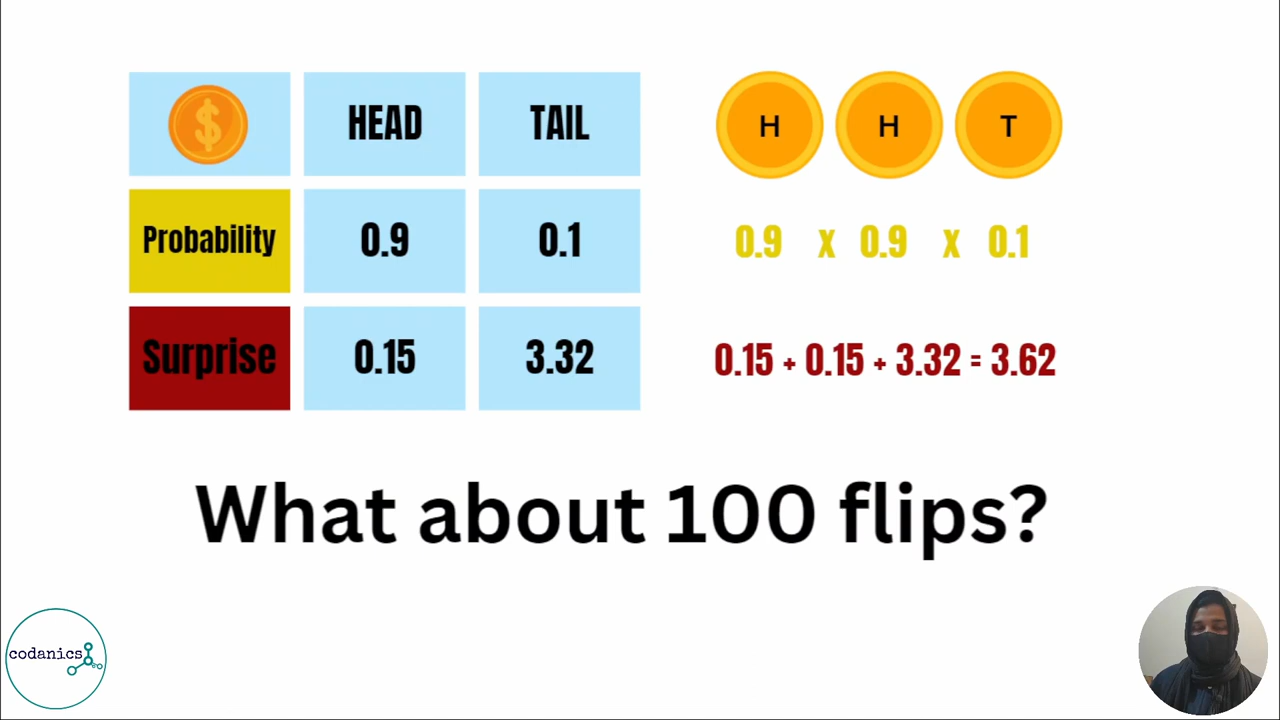 $ HEAD TAIL
Probability 0.9 0.1
Surprise 0.15 3.32
H H T
0.9 x 0.9 x 0.1
0.15 + 0.15 + 3.32 = 3.62
What about 100 flips?
codanics